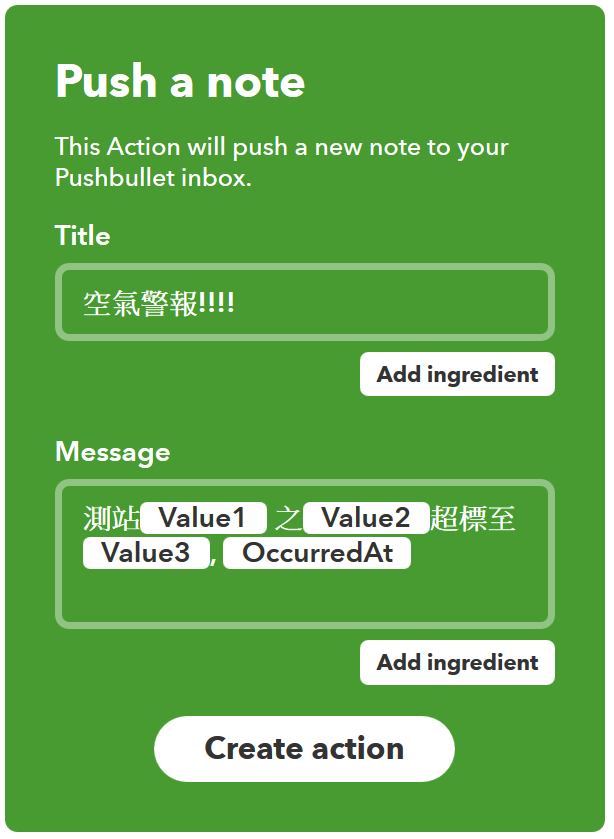 Push a note
This Action will push a new note to your
Pushbullet inbox.
Title
空氣警報!!!!
Add ingredient
Message
測站 Value1 之 Value2 超標至
Value3 , OccurredAt
Add ingredient
Create action